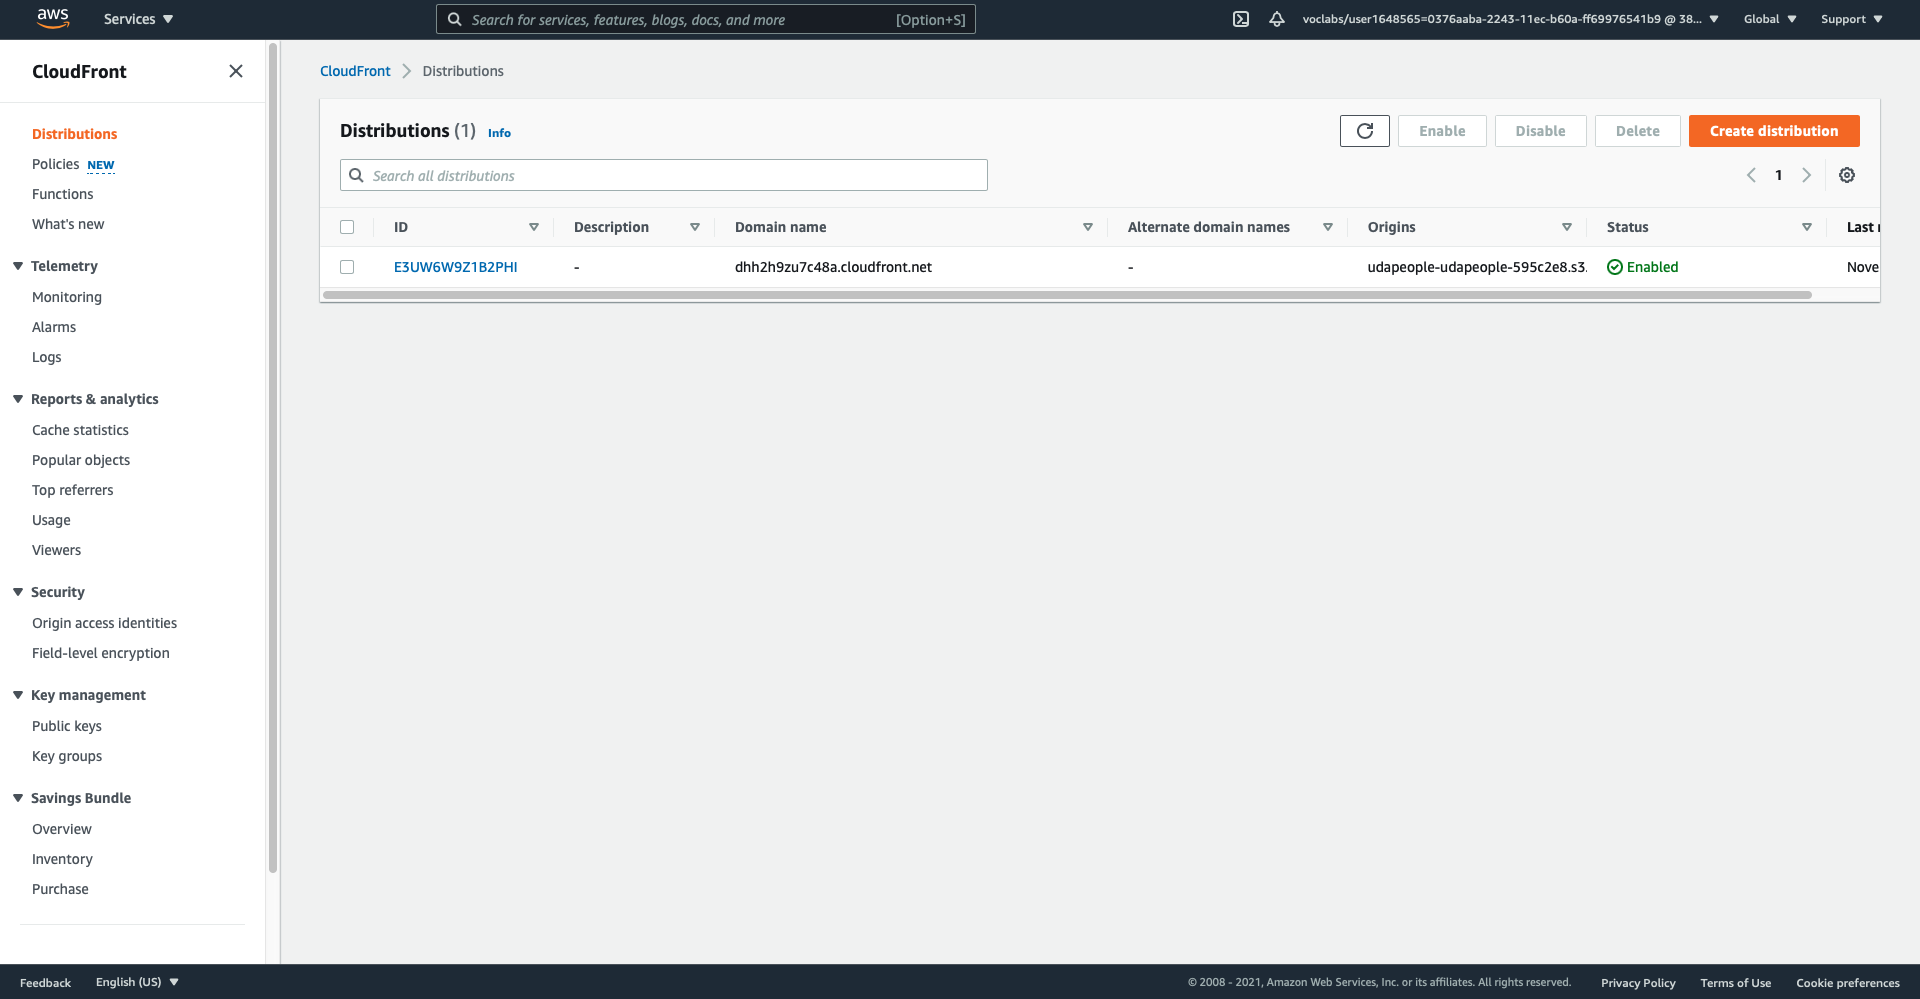 aws Services Search for services, features, blogs, docs, and more [Option+S] voclabs/user1648565=0376aaba-2243-11ec-b60a-ff69976541b9 @ 38... Global Support
CloudFront
Distributions
Policies NEW
Functions
What's new
Telemetry
Monitoring
Alarms
Logs
Reports & analytics
Cache statistics
Popular objects
Top referrers
Usage
Viewers
Security
Origin access identities
Field-level encryption
Key management
Public keys
Key groups
Savings Bundle
Overview
Inventory
Purchase
CloudFront Distributions
Distributions (1) Info Enable Disable Delete Create distribution
Search all distributions 1
ID Description Domain name Alternate domain names Origins Status Last
E3UW6W9Z1B2PHI - dhh2h9zu7c48a.cloudfront.net - udapeople-udapeople-595c2e8.s3. Enabled Nove
Feedback English (US) © 2008 - 2021, Amazon Web Services, Inc. or its affiliates. All rights reserved. Privacy Policy Terms of Use Cookie preferences